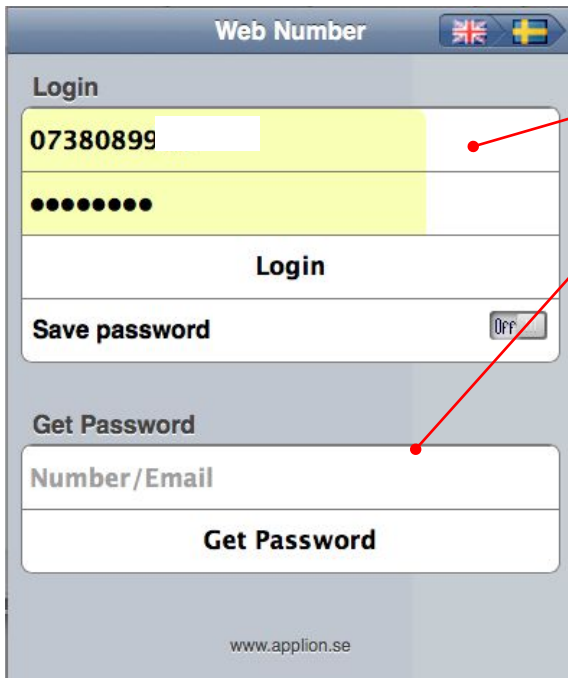 Web Number
Login
07380899
●●●●●●●●
Login
Save password
Off
Get Password
Number/Email
Get Password
www.applion.se